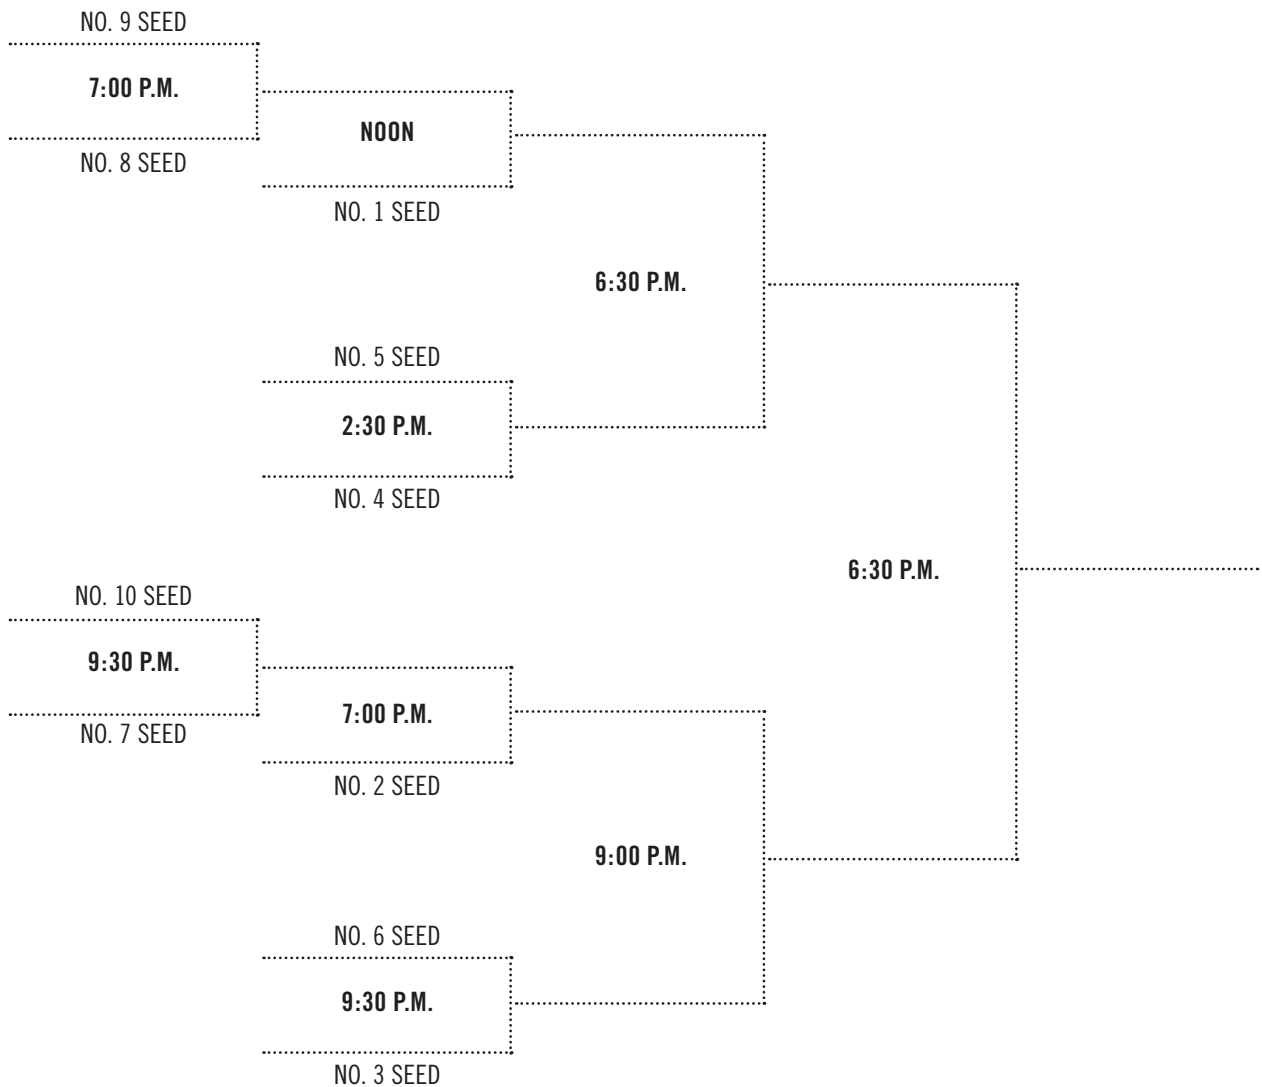 NO. 9 SEED
7:00 P.M.
NO. 8 SEED
NOON
NO. 1 SEED
6:30 P.M.
NO. 5 SEED
2:30 P.M.
NO. 4 SEED
6:30 P.M.
NO. 10 SEED
9:30 P.M.
NO. 7 SEED
7:00 P.M.
NO. 2 SEED
9:00 P.M.
NO. 6 SEED
9:30 P.M.
NO. 3 SEED